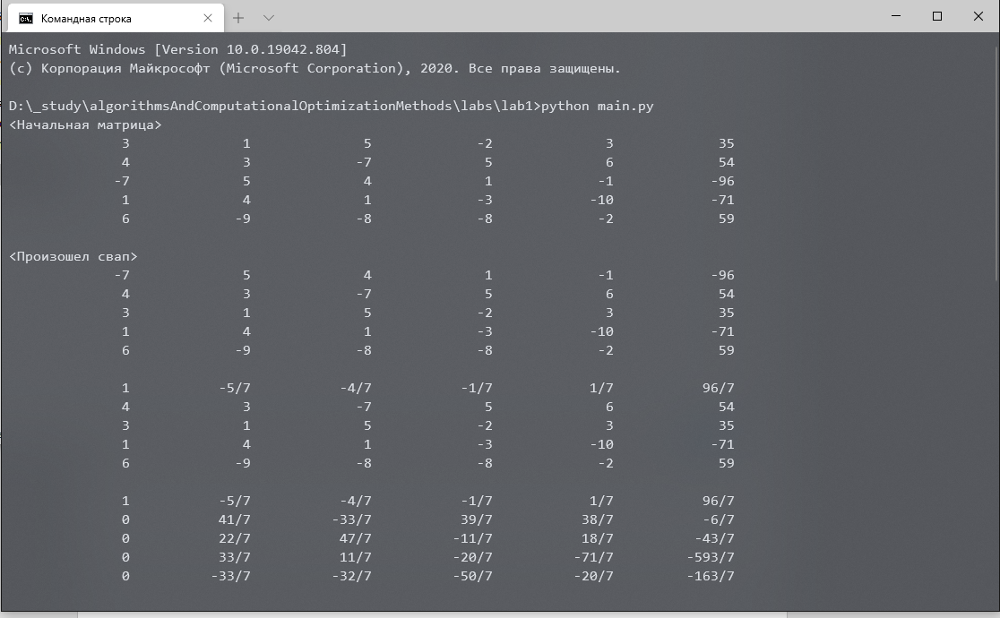 Командная строка
Microsoft Windows [Version 10.0.19042.804]
(c) Корпорация Майкрософт (Microsoft Corporation), 2020. Все права защищены.
D:\_study\algorithmsAndComputationalOptimizationMethods\labs\lab1>python main.py
<Начальная матрица>
3 1 5 -2 3 35
4 3 -7 5 6 54
-7 5 4 1 -1 -96
1 4 1 -3 -10 -71
6 -9 -8 -8 -2 59
<Произошел свап>
-7 5 4 1 -1 -96
4 3 -7 5 6 54
3 1 5 -2 3 35
1 4 1 -3 -10 -71
6 -9 -8 -8 -2 59
1 -5/7 -4/7 -1/7 1/7 96/7
4 3 -7 5 6 54
3 1 5 -2 3 35
1 4 1 -3 -10 -71
6 -9 -8 -8 -2 59
1 -5/7 -4/7 -1/7 1/7 96/7
0 41/7 -33/7 39/7 38/7 -6/7
0 22/7 47/7 -11/7 18/7 -43/7
0 33/7 11/7 -20/7 -71/7 -593/7
0 -33/7 -32/7 -50/7 -20/7 -163/7